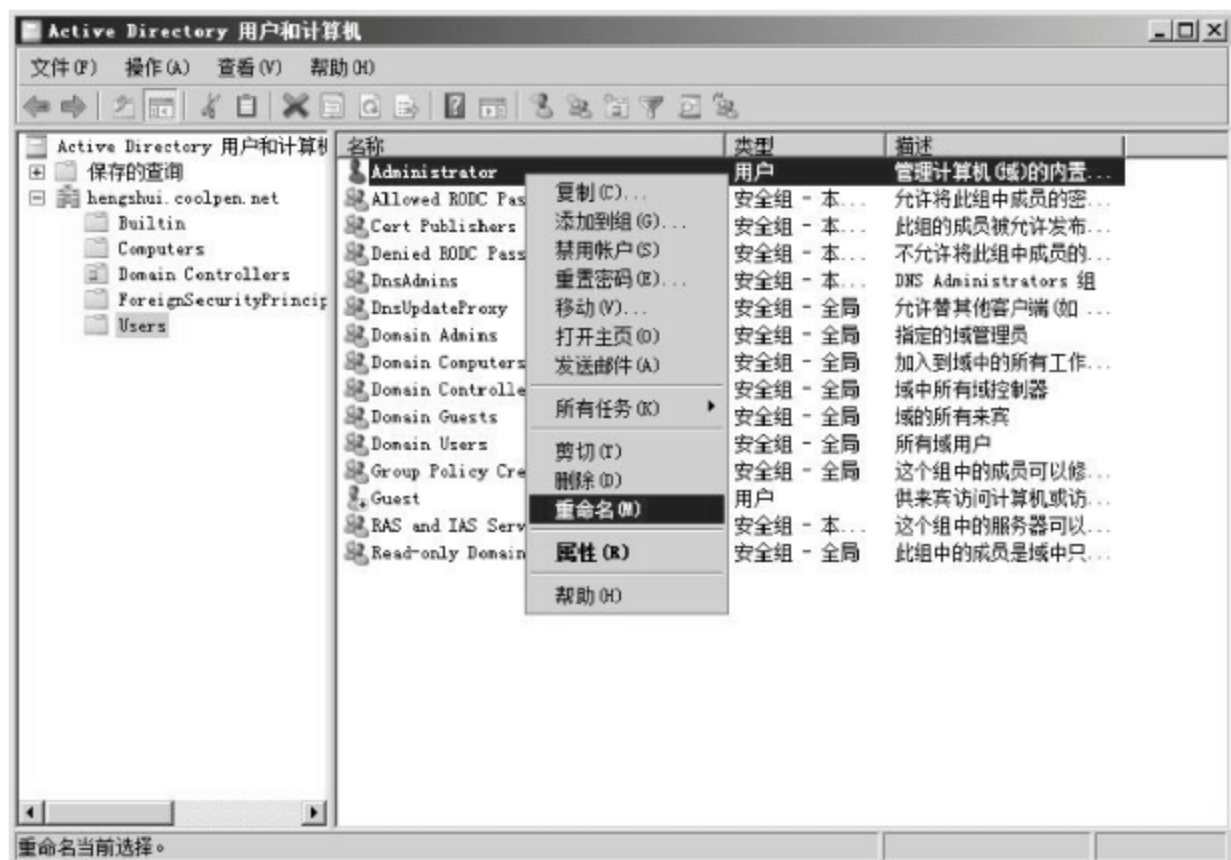 Active Directory 用户和计算机
文件(F) 操作(A) 查看(V) 帮助(H)
Active Directory 用户和计算机
保存的查询
hengshui.coolpen.net
Builtin
Computers
Domain Controllers
ForeignSecurityPrincip
Users
名称 类型 描述
Administrator 用户 管理计算机(域)的内置...
Allowed RODC Pas 安全组 - 本... 允许将此组中成员的密...
Cert Publishers 安全组 - 本... 此组的成员被允许发布...
Denied RODC Pass 安全组 - 本... 不允许将此组中成员的...
DnsAdmins 安全组 - 本... DNS Administrators 组
DnsUpdateProxy 安全组 - 全局 允许替其他客户端(如 ...
Domain Admins 安全组 - 全局 指定的域管理员
Domain Computers 安全组 - 全局 加入到域中的所有工作...
Domain Controlle 安全组 - 全局 域中所有域控制器
Domain Guests 安全组 - 全局 域的所有来宾
Domain Users 安全组 - 全局 所有域用户
Group Policy Cre 安全组 - 全局 这个组中的成员可以修...
Guest 用户 供来宾访问计算机或访...
RAS and IAS Serv 安全组 - 本... 这个组中的服务器可以...
Read-only Domain 安全组 - 全局 此组中的成员是域中只...
复制(C)...
添加到组(G)...
禁用帐户(S)
重置密码(E)...
移动(V)...
打开主页(O)
发送邮件(A)
所有任务(K)
剪切(T)
删除(D)
重命名(M)
属性(R)
帮助(H)
重命名当前选择。